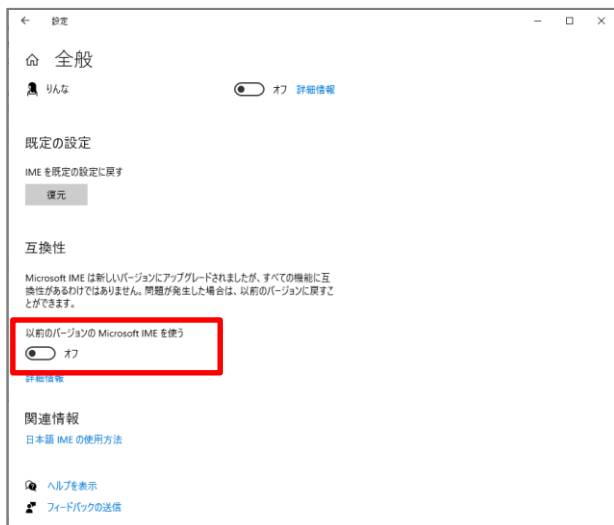 設定
全般
りんな
オフ 詳細情報
既定の設定
IME を既定の設定に戻す
復元
互換性
Microsoft IME は新しいバージョンにアップグレードされましたが、すべての機能に互
換性があるわけではありません。問題が発生した場合は、以前のバージョンに戻すこ
とができます。
以前のバージョンの Microsoft IME を使う
オフ
詳細情報
関連情報
日本語 IME の使用方法
ヘルプを表示
フィードバックの送信